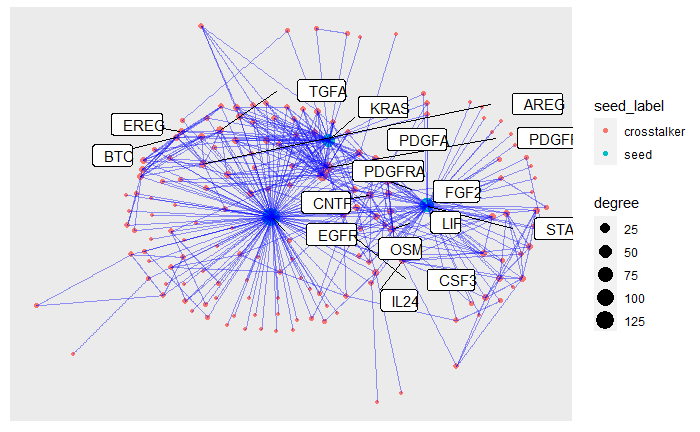 TGFA
AREG
KRAS
EREG
PDGFA
PDGFR
BTC
PDGFRA
FGF2
CNTF
LIF
STA
EGFR
OSM
CSF3
IL24
seed_label
crosstalker
seed
degree
25
50
75
100
125